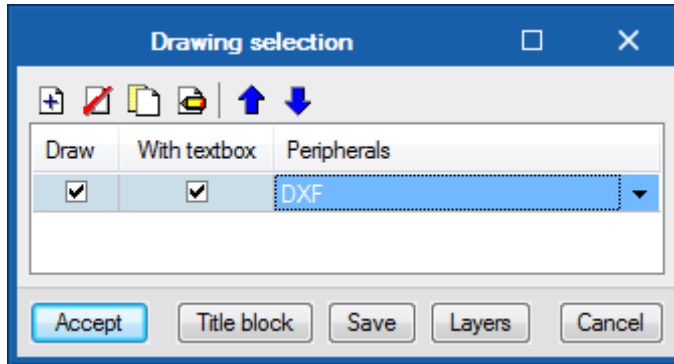 Drawing selection
Draw With textbox Peripherals
DXF
Accept Title block Save Layers Cancel